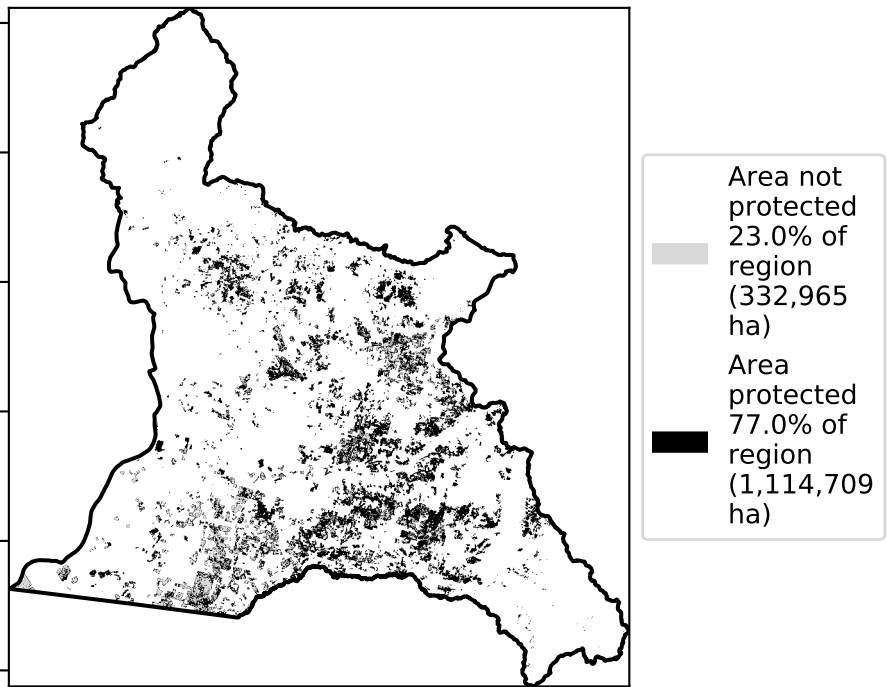 Area not
protected
23.0% of
region
(332,965
ha)
Area
protected
77.0% of
region
(1,114,709
ha)